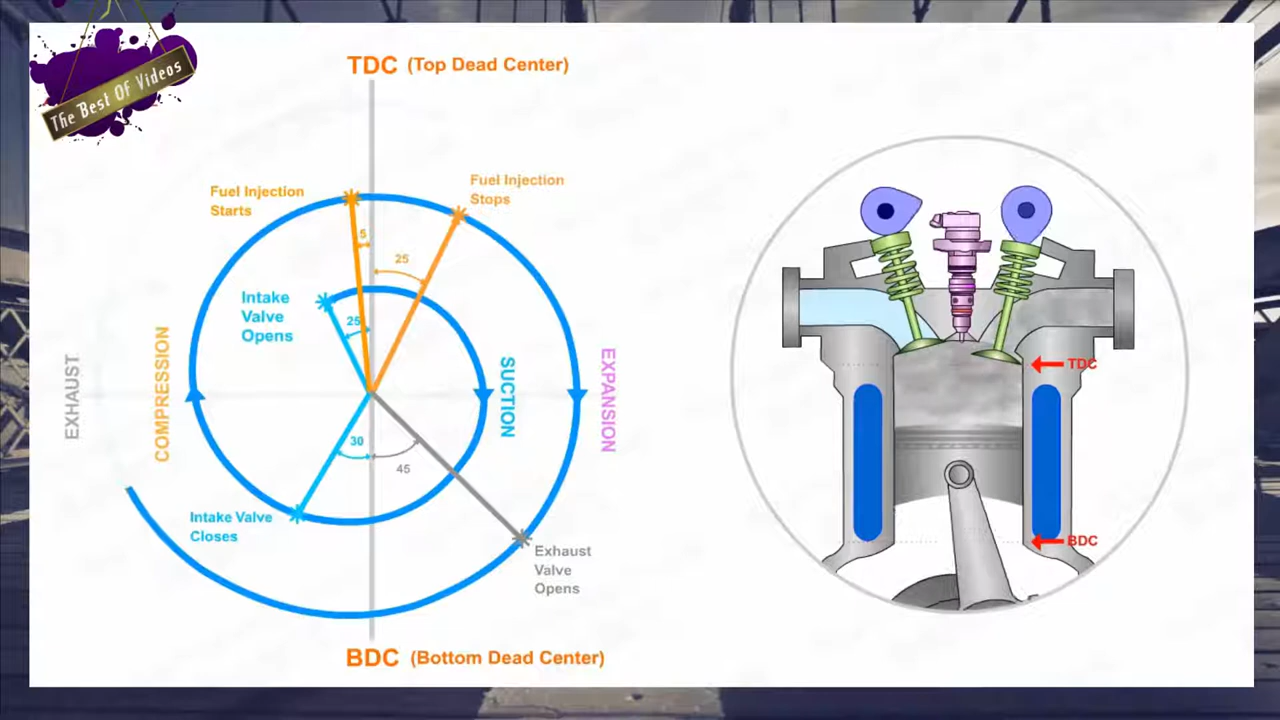 The Best Of Videos
TDC (Top Dead Center)
Fuel Injection
Starts
Fuel Injection
Stops
5
25
Intake
Valve
Opens
25
EXHAUST
COMPRESSION
SUCTION
EXPANSION
30
45
Intake Valve
Closes
Exhaust
Valve
Opens
BDC (Bottom Dead Center)
TDC
BDC